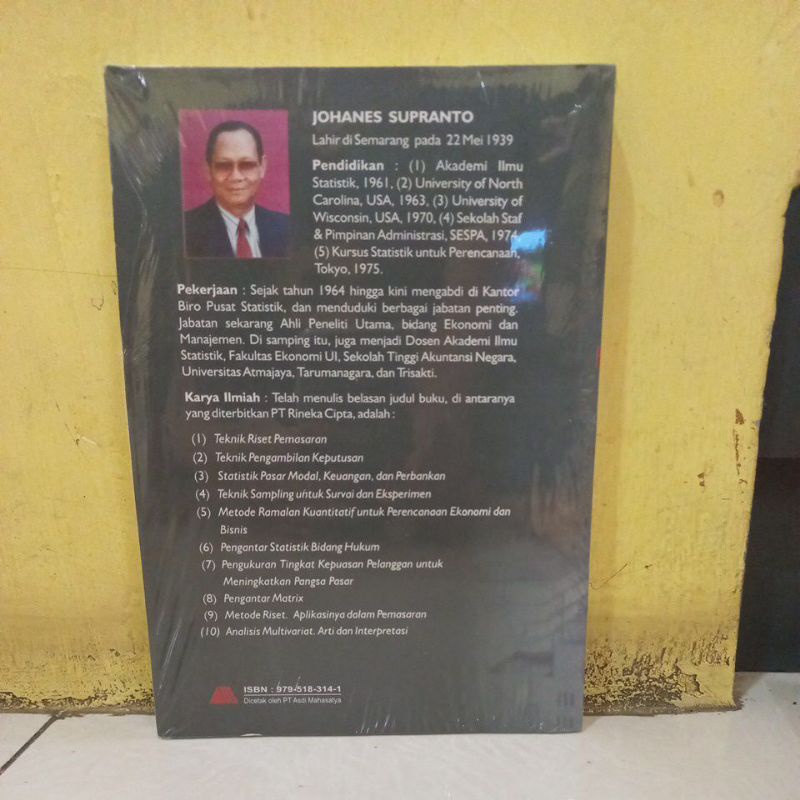 JOHANES SUPRANTO
Lahir di Semarang pada 22 Mei 1939
Pendidikan : (1) Akademi Ilmu
Statistik, 1961, (2) University of North
Carolina, USA, 1963, (3) University of
Wisconsin, USA, 1970, (4) Sekolah Staf
& Pimpinan Administrasi, SESPA, 1974,
(5) Kursus Statistik untuk Perencanaan,
Tokyo, 1975.
Pekerjaan : Sejak tahun 1964 hingga kini mengabdi di Kantor
Biro Pusat Statistik, dan menduduki berbagai jabatan penting.
Jabatan sekarang Ahli Peneliti Utama, bidang Ekonomi dan
Manajemen. Di samping itu, juga menjadi Dosen Akademi Ilmu
Statistik, Fakultas Ekonomi UI, Sekolah Tinggi Akuntansi Negara,
Universitas Atmajaya, Tarumanagara, dan Trisakti.
Karya Ilmiah : Telah menulis belasan judul buku, di antaranya
yang diterbitkan PT Rineka Cipta, adalah :
(1) Teknik Riset Pemasaran
(2) Teknik Pengambilan Keputusan
(3) Statistik Pasar Modal, Keuangan, dan Perbankan
(4) Teknik Sampling untuk Survai dan Eksperimen
(5) Metode Ramalan Kuantitatif untuk Perencanaan Ekonomi dan
Bisnis
(6) Pengantar Statistik Bidang Hukum
(7) Pengukuran Tingkat Kepuasan Pelanggan untuk
Meningkatkan Pangsa Pasar
(8) Pengantar Matrix
(9) Metode Riset. Aplikasinya dalam Pemasaran
(10) Analisis Multivariat. Arti dan Interpretasi
ISBN : 979-518-314-1
Dicetak oleh PT Asdi Mahasatya